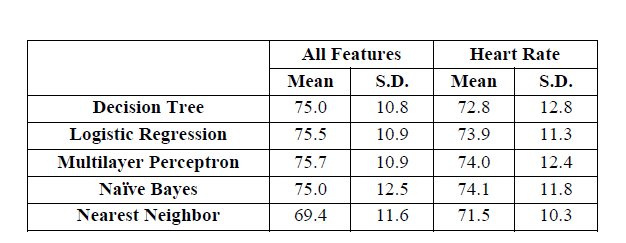 All Features Heart Rate
Mean S.D. Mean S.D.
Decision Tree 75.0 10.8 72.8 12.8
Logistic Regression 75.5 10.9 73.9 11.3
Multilayer Perceptron 75.7 10.9 74.0 12.4
Naïve Bayes 75.0 12.5 74.1 11.8
Nearest Neighbor 69.4 11.6 71.5 10.3